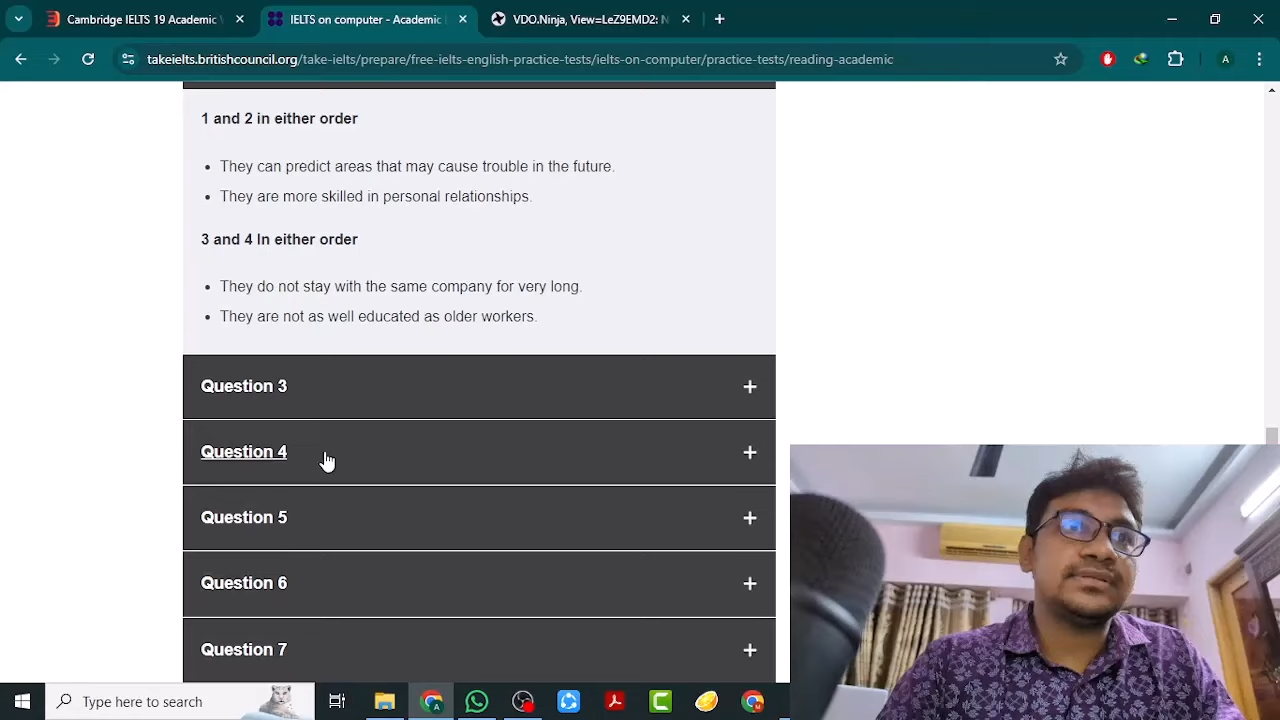 Cambridge IELTS 19 Academic
IELTS on computer - Academic
VDO.Ninja, View=LeZ9EMD2:
takeielts.britishcouncil.org/take-ielts/prepare/free-ielts-english-practice-tests/ielts-on-computer/practice-tests/reading-academic
A
1 and 2 in either order
• They can predict areas that may cause trouble in the future.
• They are more skilled in personal relationships.
3 and 4 In either order
• They do not stay with the same company for very long.
• They are not as well educated as older workers.
Question 3
Question 4
Question 5
Question 6
Question 7
Type here to search